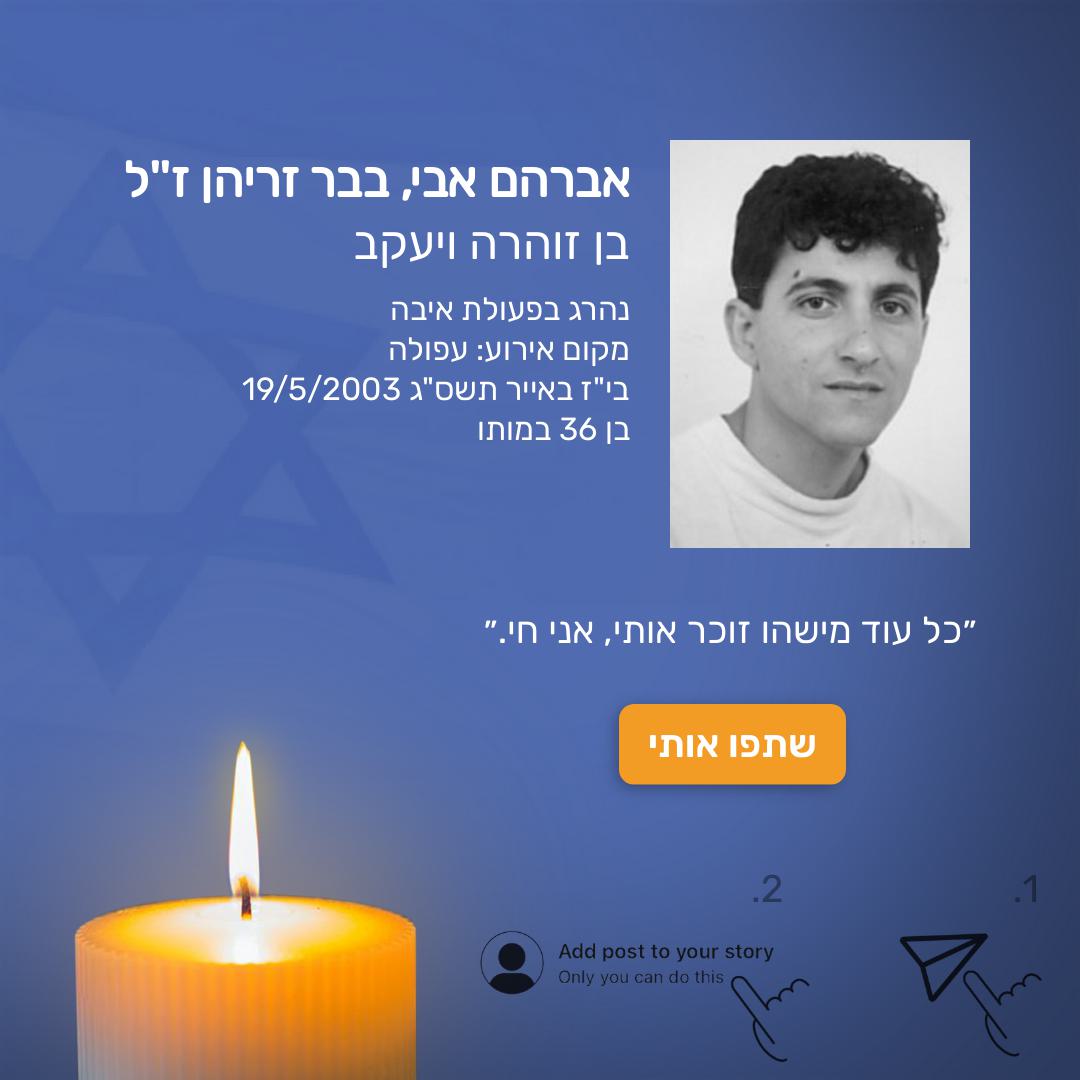 אברהם אבי, בבר זריהן ז"ל
בן זוהרה ויעקב
נהרג בפעולת איבה
מקום אירוע: עפולה
בי"ז באייר תשס"ג 19/5/2003
בן 36 במותו
״כל עוד מישהו זוכר אותי, אני חי.״
שתפו אותי
.1
.2
Add post to your story
Only you can do this